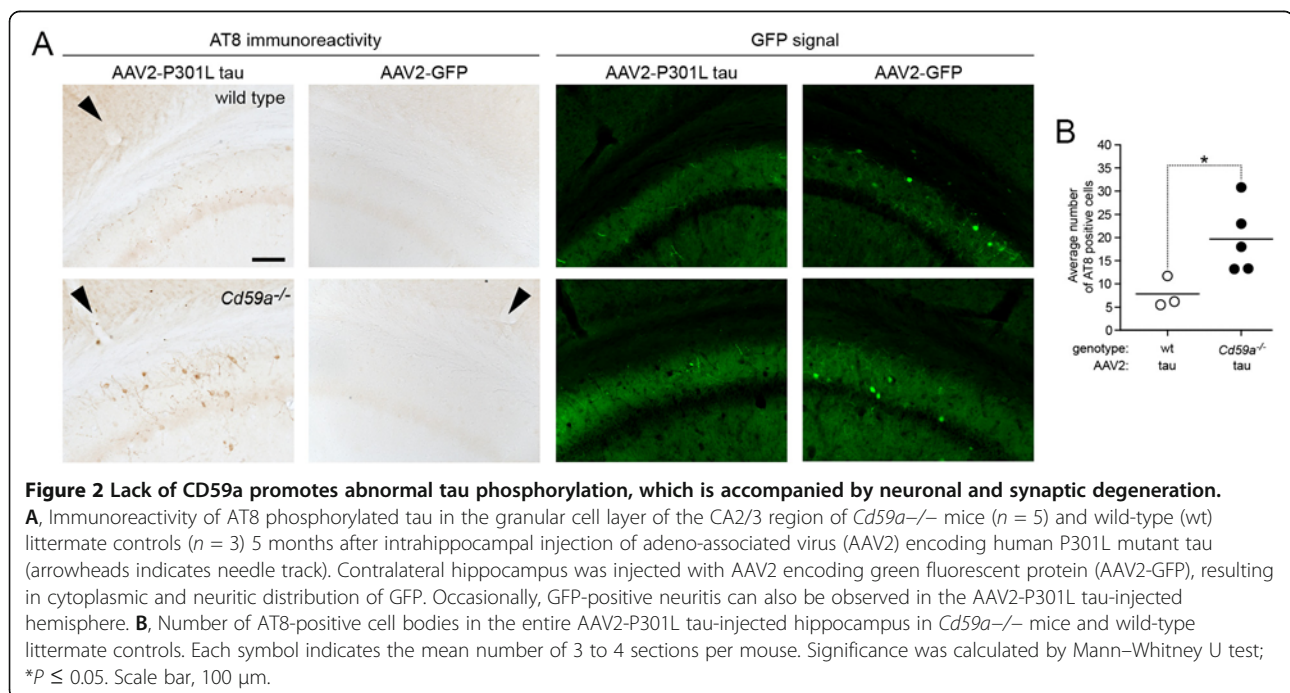 A
AT8 immunoreactivity
GFP signal
AAV2-P301L tau
AAV2-GFP
AAV2-P301L tau
AAV2-GFP
wild type
Cd59a-/-
B
Average number
of AT8 positive cells
40
35
30
25
20
15
10
5
0
*
genotype: wt Cd59a-/-
AAV2: tau tau
Figure 2 Lack of CD59a promotes abnormal tau phosphorylation, which is accompanied by neuronal and synaptic degeneration.
A, Immunoreactivity of AT8 phosphorylated tau in the granular cell layer of the CA2/3 region of Cd59a−/− mice (n = 5) and wild-type (wt)
littermate controls (n = 3) 5 months after intrahippocampal injection of adeno-associated virus (AAV2) encoding human P301L mutant tau
(arrowheads indicates needle track). Contralateral hippocampus was injected with AAV2 encoding green fluorescent protein (AAV2-GFP), resulting
in cytoplasmic and neuritic distribution of GFP. Occasionally, GFP-positive neuritis can also be observed in the AAV2-P301L tau-injected
hemisphere. B, Number of AT8-positive cell bodies in the entire AAV2-P301L tau-injected hippocampus in Cd59a−/− mice and wild-type
littermate controls. Each symbol indicates the mean number of 3 to 4 sections per mouse. Significance was calculated by Mann–Whitney U test;
*P ≤ 0.05. Scale bar, 100 μm.